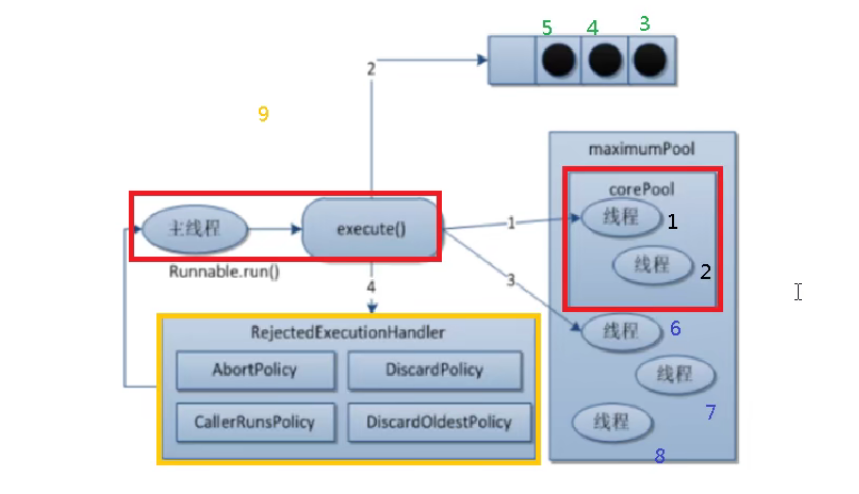 5 4 3
2
9
maximumPool
corePool
主线程
execute()
1
线程
1
线程
2
Runnable.run()
4
3
线程
6
RejectedExecutionHandler
AbortPolicy
DiscardPolicy
线程
7
CallerRunsPolicy
DiscardOldestPolicy
线程
8